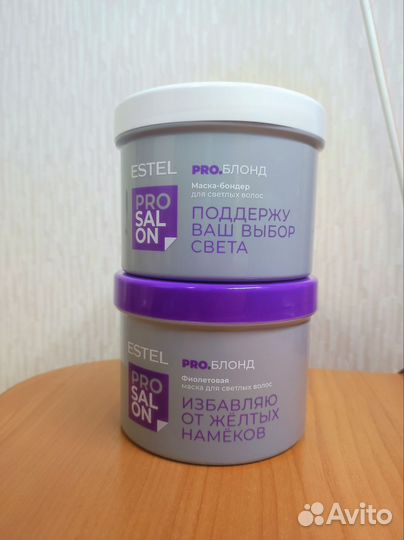 ESTEL
PRO.БЛОНД
Маска-бондер
для светлых волос
PRO
SAL
ON
ПОДДЕРЖУ
ВАШ ВЫБОР
СВЕТА
ESTEL
PRO.БЛОНД
Фиолетовая
маска для светлых волос
PRO
SAL
ON
ИЗБАВЛЯЮ
ОТ ЖЁЛТЫХ
НАМЁКОВ
Avito